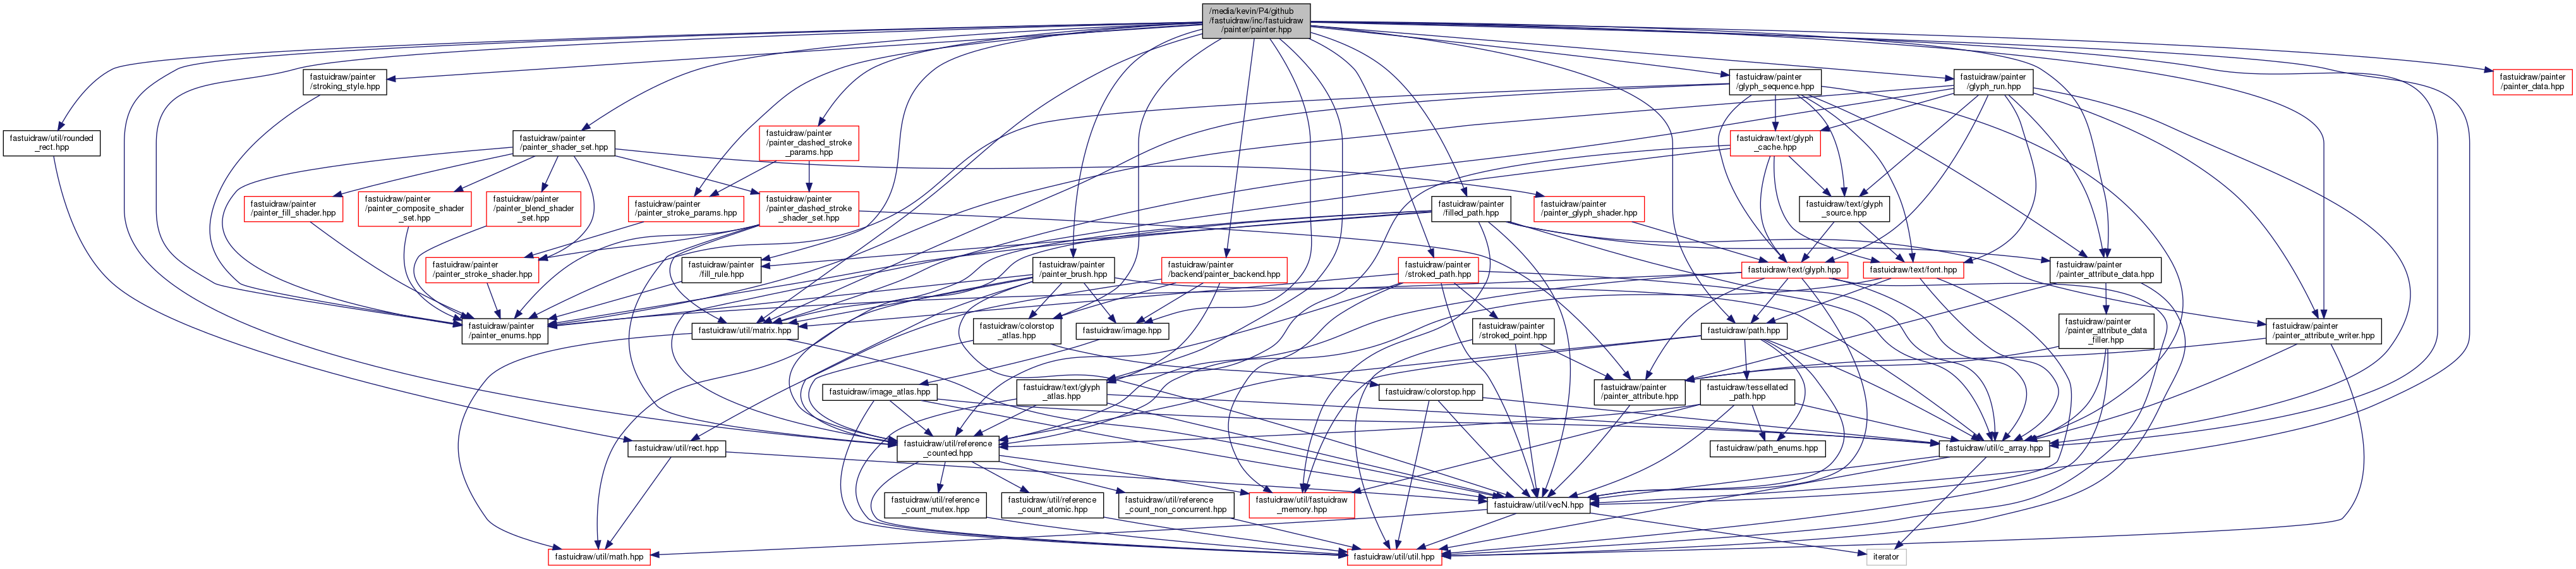 /media/kevin/P4/github
/fastuidraw/inc/fastuidraw
/painter/painter.hpp
fastuidraw/painter
/stroking_style.hpp
fastuidraw/painter
/glyph_sequence.hpp
fastuidraw/painter
/glyph_run.hpp
fastuidraw/painter
/painter_data.hpp
fastuidraw/util/rounded
_rect.hpp
fastuidraw/painter
/painter_shader_set.hpp
fastuidraw/painter
/painter_dashed_stroke
_params.hpp
fastuidraw/text/glyph
_cache.hpp
fastuidraw/painter
/painter_fill_shader.hpp
fastuidraw/painter
/painter_composite_shader
_set.hpp
fastuidraw/painter
/painter_blend_shader
_set.hpp
fastuidraw/painter
/painter_stroke_params.hpp
fastuidraw/painter
/painter_dashed_stroke
_shader_set.hpp
fastuidraw/painter
/filled_path.hpp
fastuidraw/painter
/painter_glyph_shader.hpp
fastuidraw/text/glyph
_source.hpp
fastuidraw/painter
/painter_stroke_shader.hpp
fastuidraw/painter
/fill_rule.hpp
fastuidraw/painter
/painter_brush.hpp
fastuidraw/painter
/backend/painter_backend.hpp
fastuidraw/painter
/stroked_path.hpp
fastuidraw/text/glyph.hpp
fastuidraw/text/font.hpp
fastuidraw/painter
/painter_attribute_data.hpp
fastuidraw/painter
/painter_enums.hpp
fastuidraw/util/matrix.hpp
fastuidraw/colorstop
_atlas.hpp
fastuidraw/image.hpp
fastuidraw/painter
/stroked_point.hpp
fastuidraw/path.hpp
fastuidraw/painter
/painter_attribute_data
_filler.hpp
fastuidraw/painter
/painter_attribute_writer.hpp
fastuidraw/image_atlas.hpp
fastuidraw/text/glyph
_atlas.hpp
fastuidraw/colorstop.hpp
fastuidraw/painter
/painter_attribute.hpp
fastuidraw/tessellated
_path.hpp
fastuidraw/util/rect.hpp
fastuidraw/util/reference
_counted.hpp
fastuidraw/path_enums.hpp
fastuidraw/util/c_array.hpp
fastuidraw/util/reference
_count_mutex.hpp
fastuidraw/util/reference
_count_atomic.hpp
fastuidraw/util/reference
_count_non_concurrent.hpp
fastuidraw/util/fastuidraw
_memory.hpp
fastuidraw/util/vecN.hpp
fastuidraw/util/math.hpp
fastuidraw/util/util.hpp
iterator